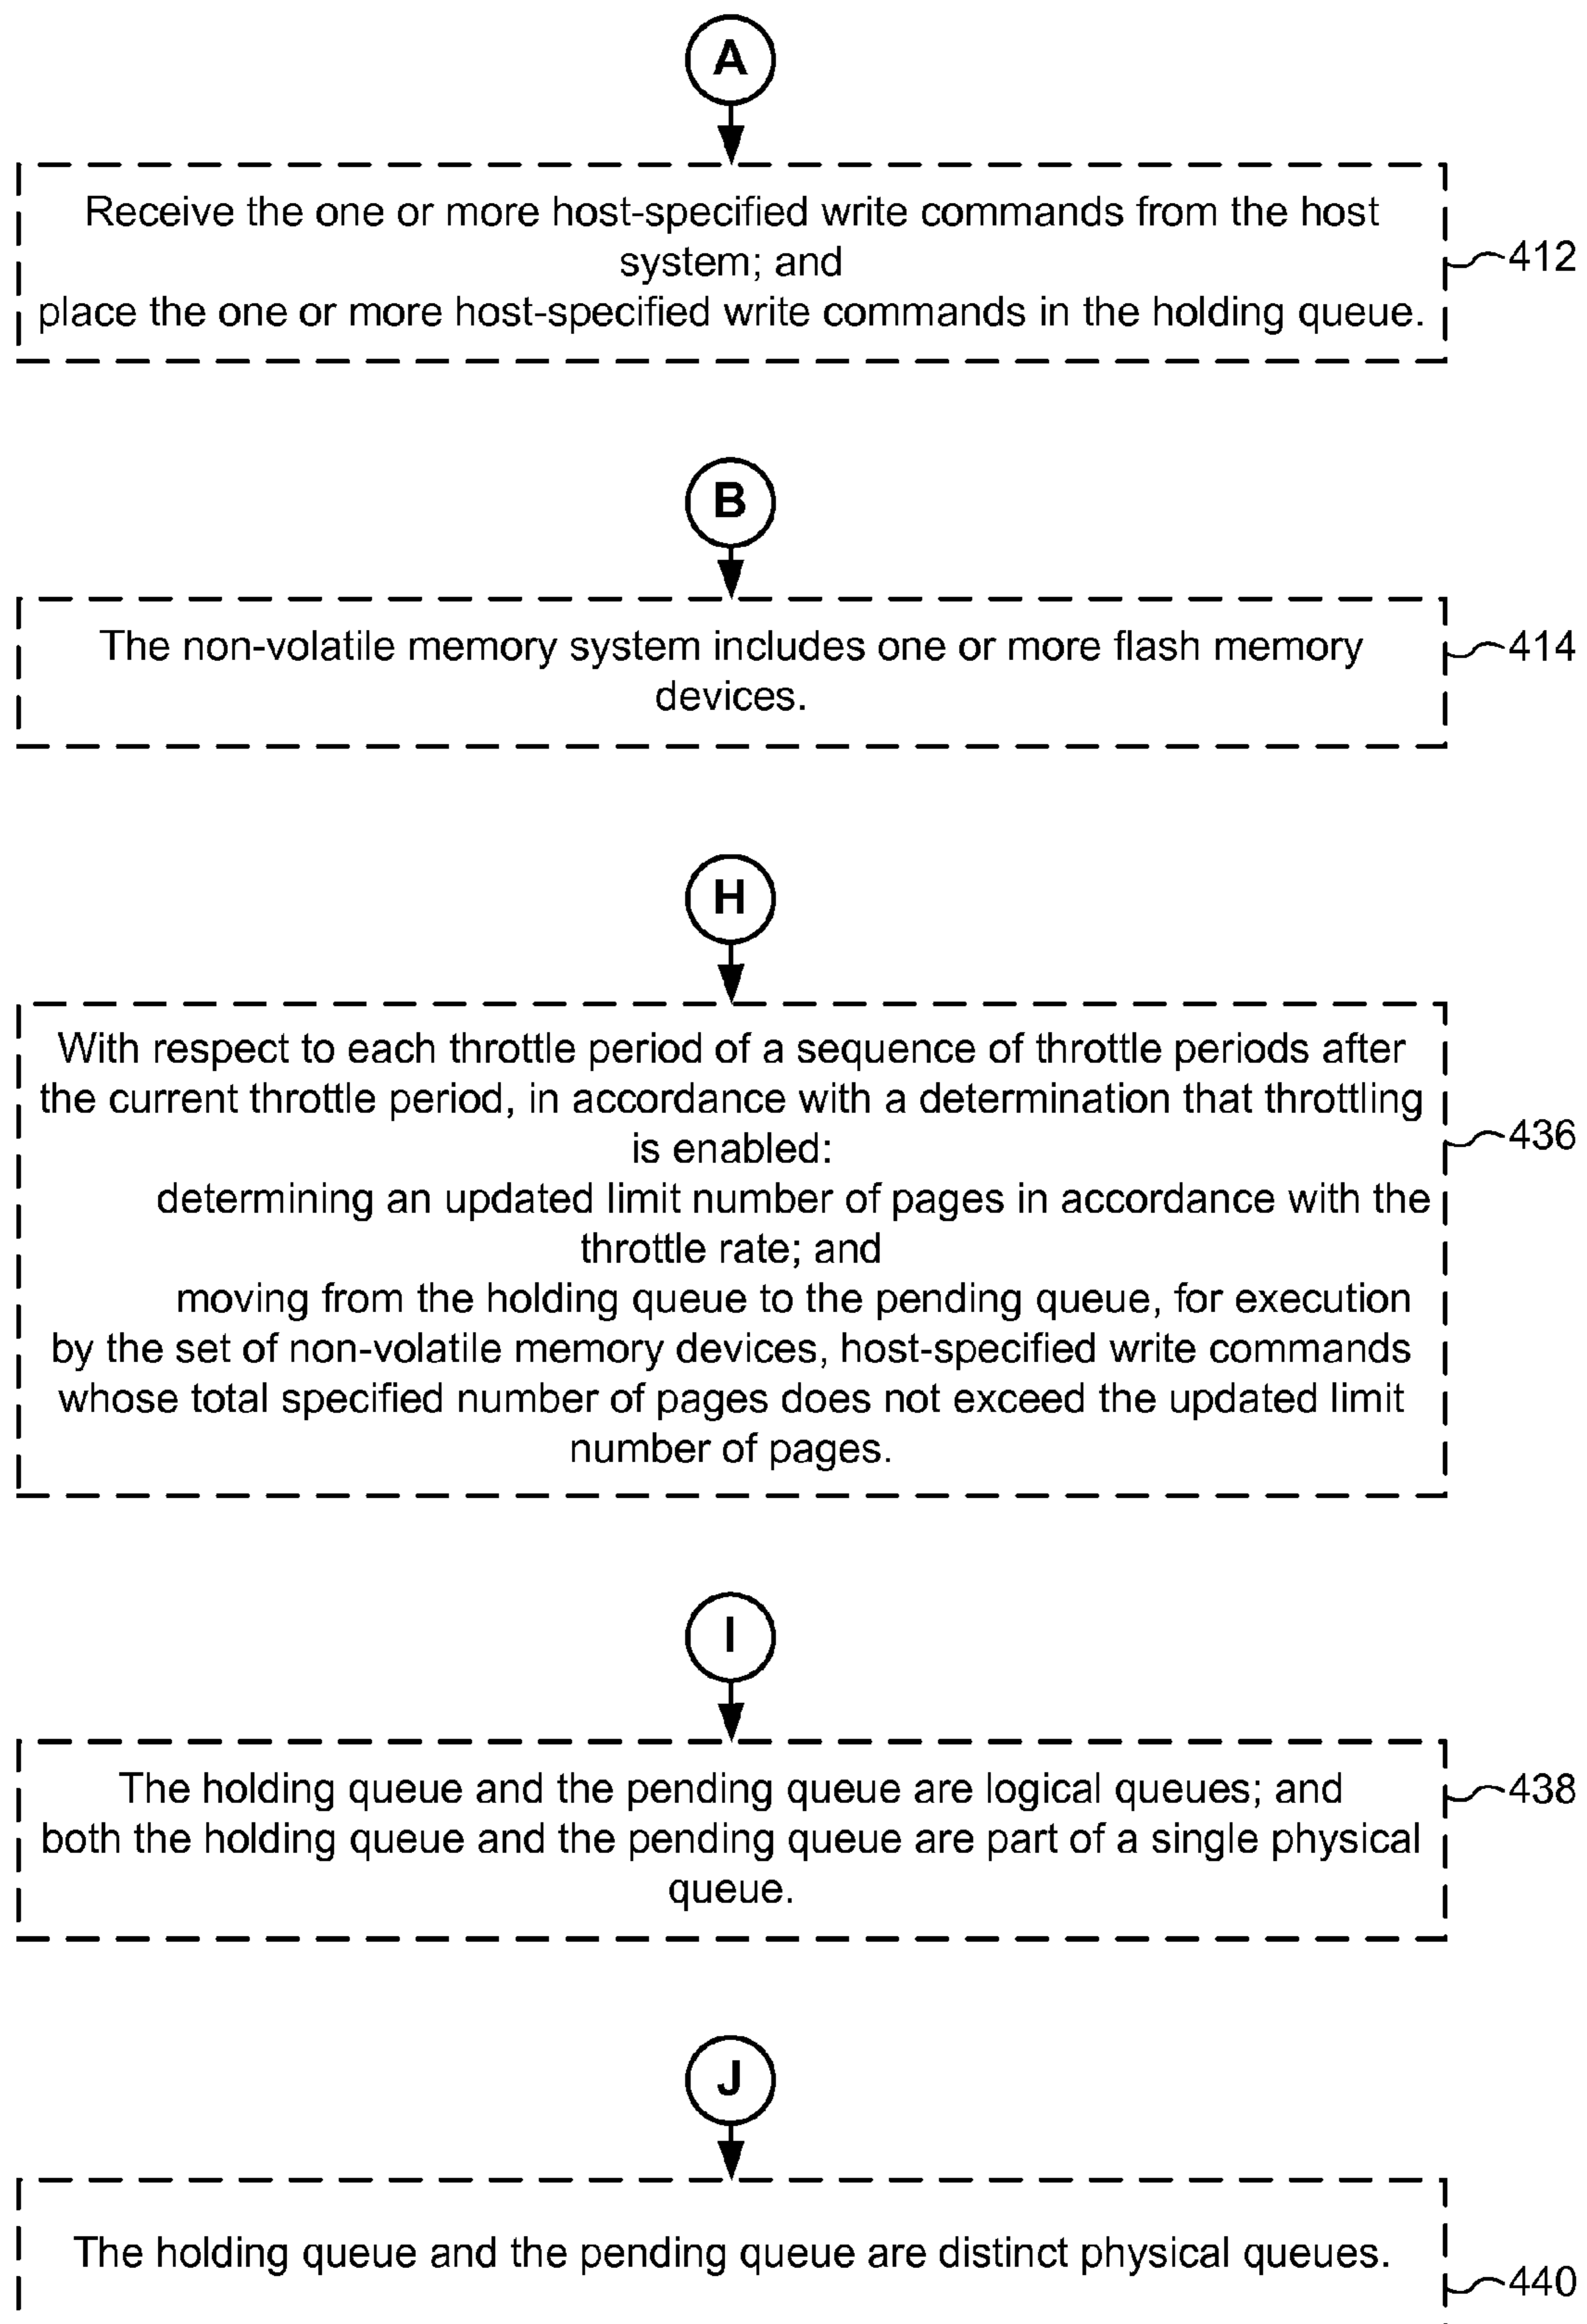 A
Receive the one or more host-specified write commands from the host
system; and
412
place the one or more host-specified write commands in the holding queue.
B
The non-volatile memory system includes one or more flash memory
414
devices.
H
With respect to each throttle period of a sequence of throttle periods after
the current throttle period, in accordance with a determination that throttling
is enabled:
436
determining an updated limit number of pages in accordance with the
throttle rate; and
moving from the holding queue to the pending queue, for execution
by the set of non-volatile memory devices, host-specified write commands
whose total specified number of pages does not exceed the updated limit
number of pages.
I
The holding queue and the pending queue are logical queues; and
438
both the holding queue and the pending queue are part of a single physical
queue.
J
The holding queue and the pending queue are distinct physical queues.
440